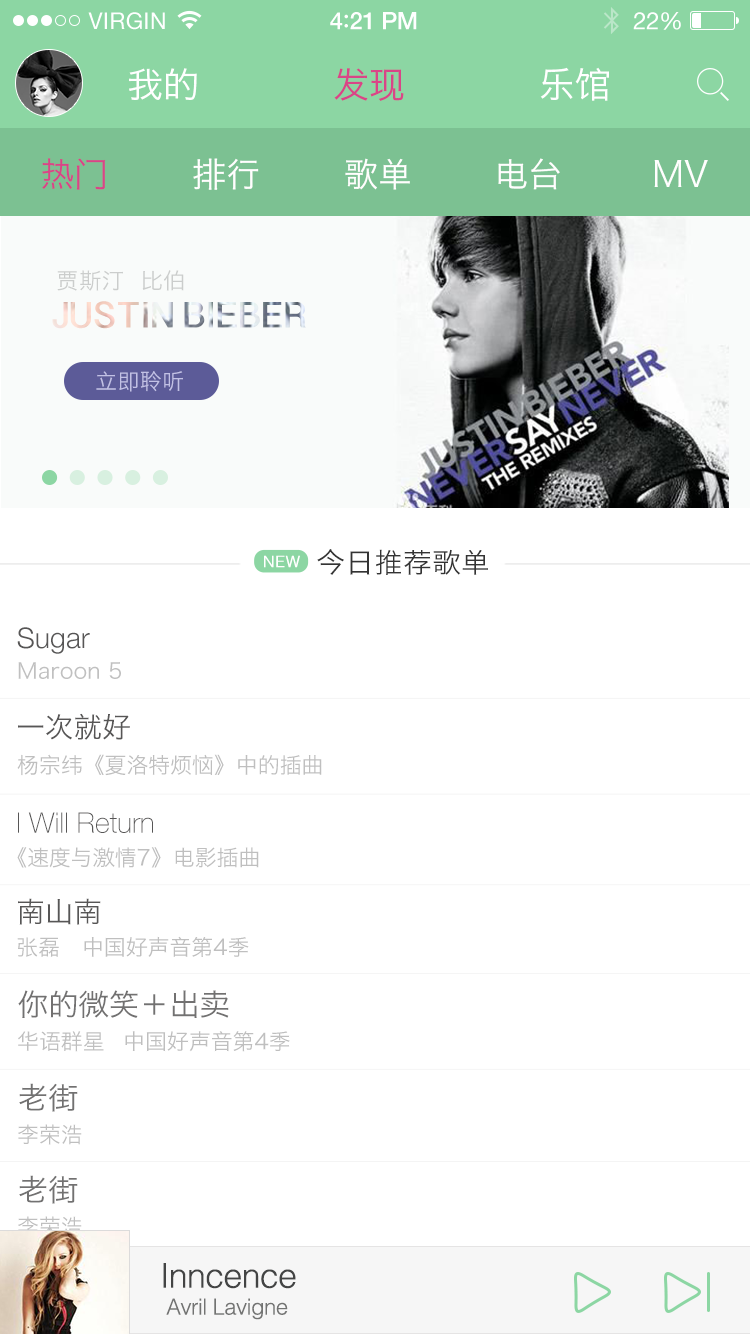 VIRGIN 4:21 PM 22%
我的 发现 乐馆
热门 排行 歌单 电台 MV
贾斯汀 比伯
JUSTIN BIEBER
立即聆听
JUSTIN BIEBER
NEVER SAY NEVER
THE REMIXES
NEW 今日推荐歌单
Sugar
Maroon 5
一次就好
杨宗纬《夏洛特烦恼》中的插曲
I Will Return
《速度与激情7》电影插曲
南山南
张磊 中国好声音第4季
你的微笑＋出卖
华语群星 中国好声音第4季
老街
李荣浩
老街
李荣浩
Inncence
Avril Lavigne